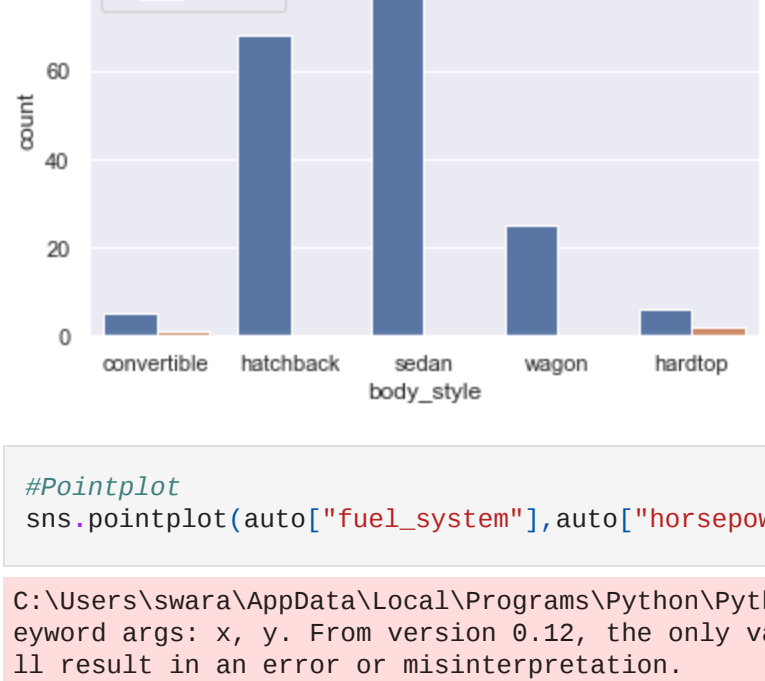 60
40
20
0
count
convertible hatchback sedan wagon hardtop
body_style
#Pointplot
sns.pointplot(auto["fuel_system"],auto["horsepow
C:\Users\swara\AppData\Local\Programs\Python\Pyth
eyword args: x, y. From version 0.12, the only va
ll result in an error or misinterpretation.